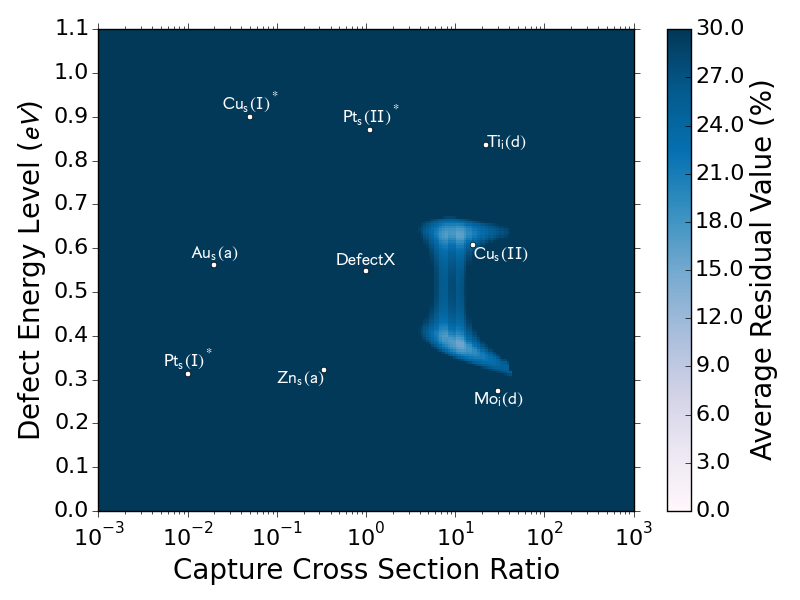 1.1
1.0
0.9
0.8
0.7
0.6
0.5
0.4
0.3
0.2
0.1
0.0
Defect Energy Level (eV)
Cu_s(I)*
Pt_s(II)*
Ti_i(d)
Au_s(a)
DefectX
Cu_s(II)
Pt_s(I)*
Zn_s(a)
Mo_i(d)
10^−3 10^−2 10^−1 10^0 10^1 10^2 10^3
Capture Cross Section Ratio
30.0
27.0
24.0
21.0
18.0
15.0
12.0
9.0
6.0
3.0
0.0
Average Residual Value (%)